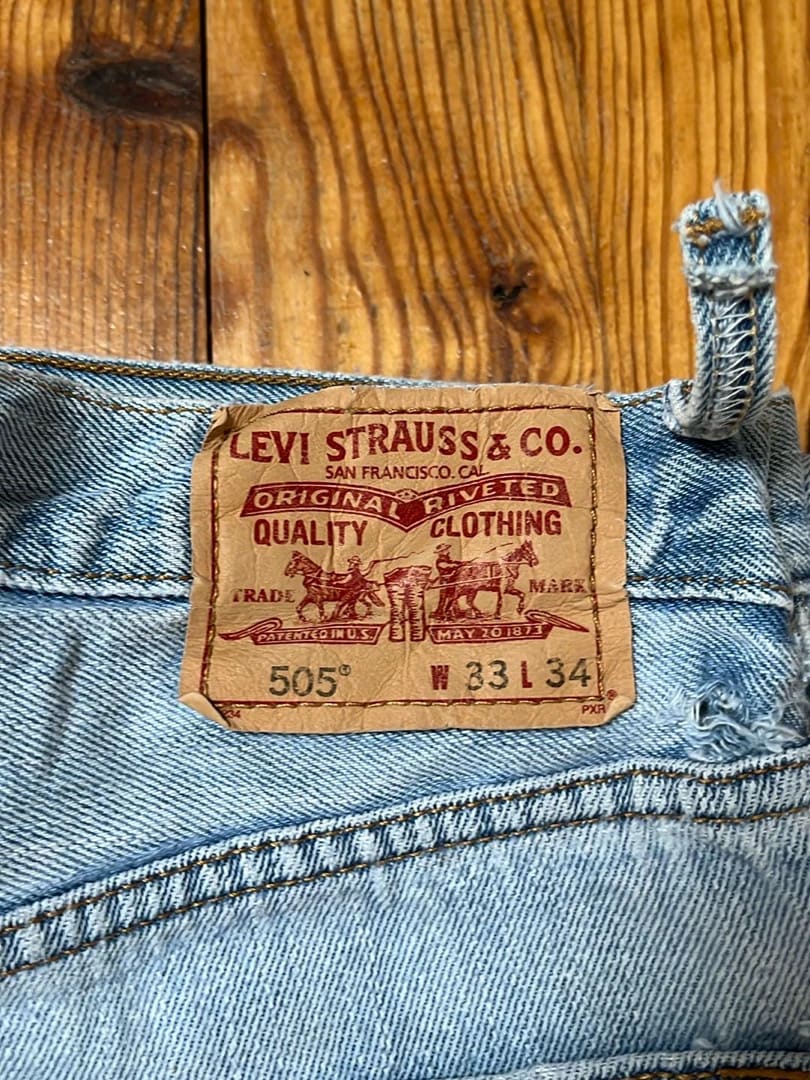 LEVI STRAUSS & CO.
SAN FRANCISCO. CAL
ORIGINAL RIVETED
QUALITY CLOTHING
TRADE MARK
PATENTED IN U.S. MAY 20 1873
505® W 33 L 34
PXR ®